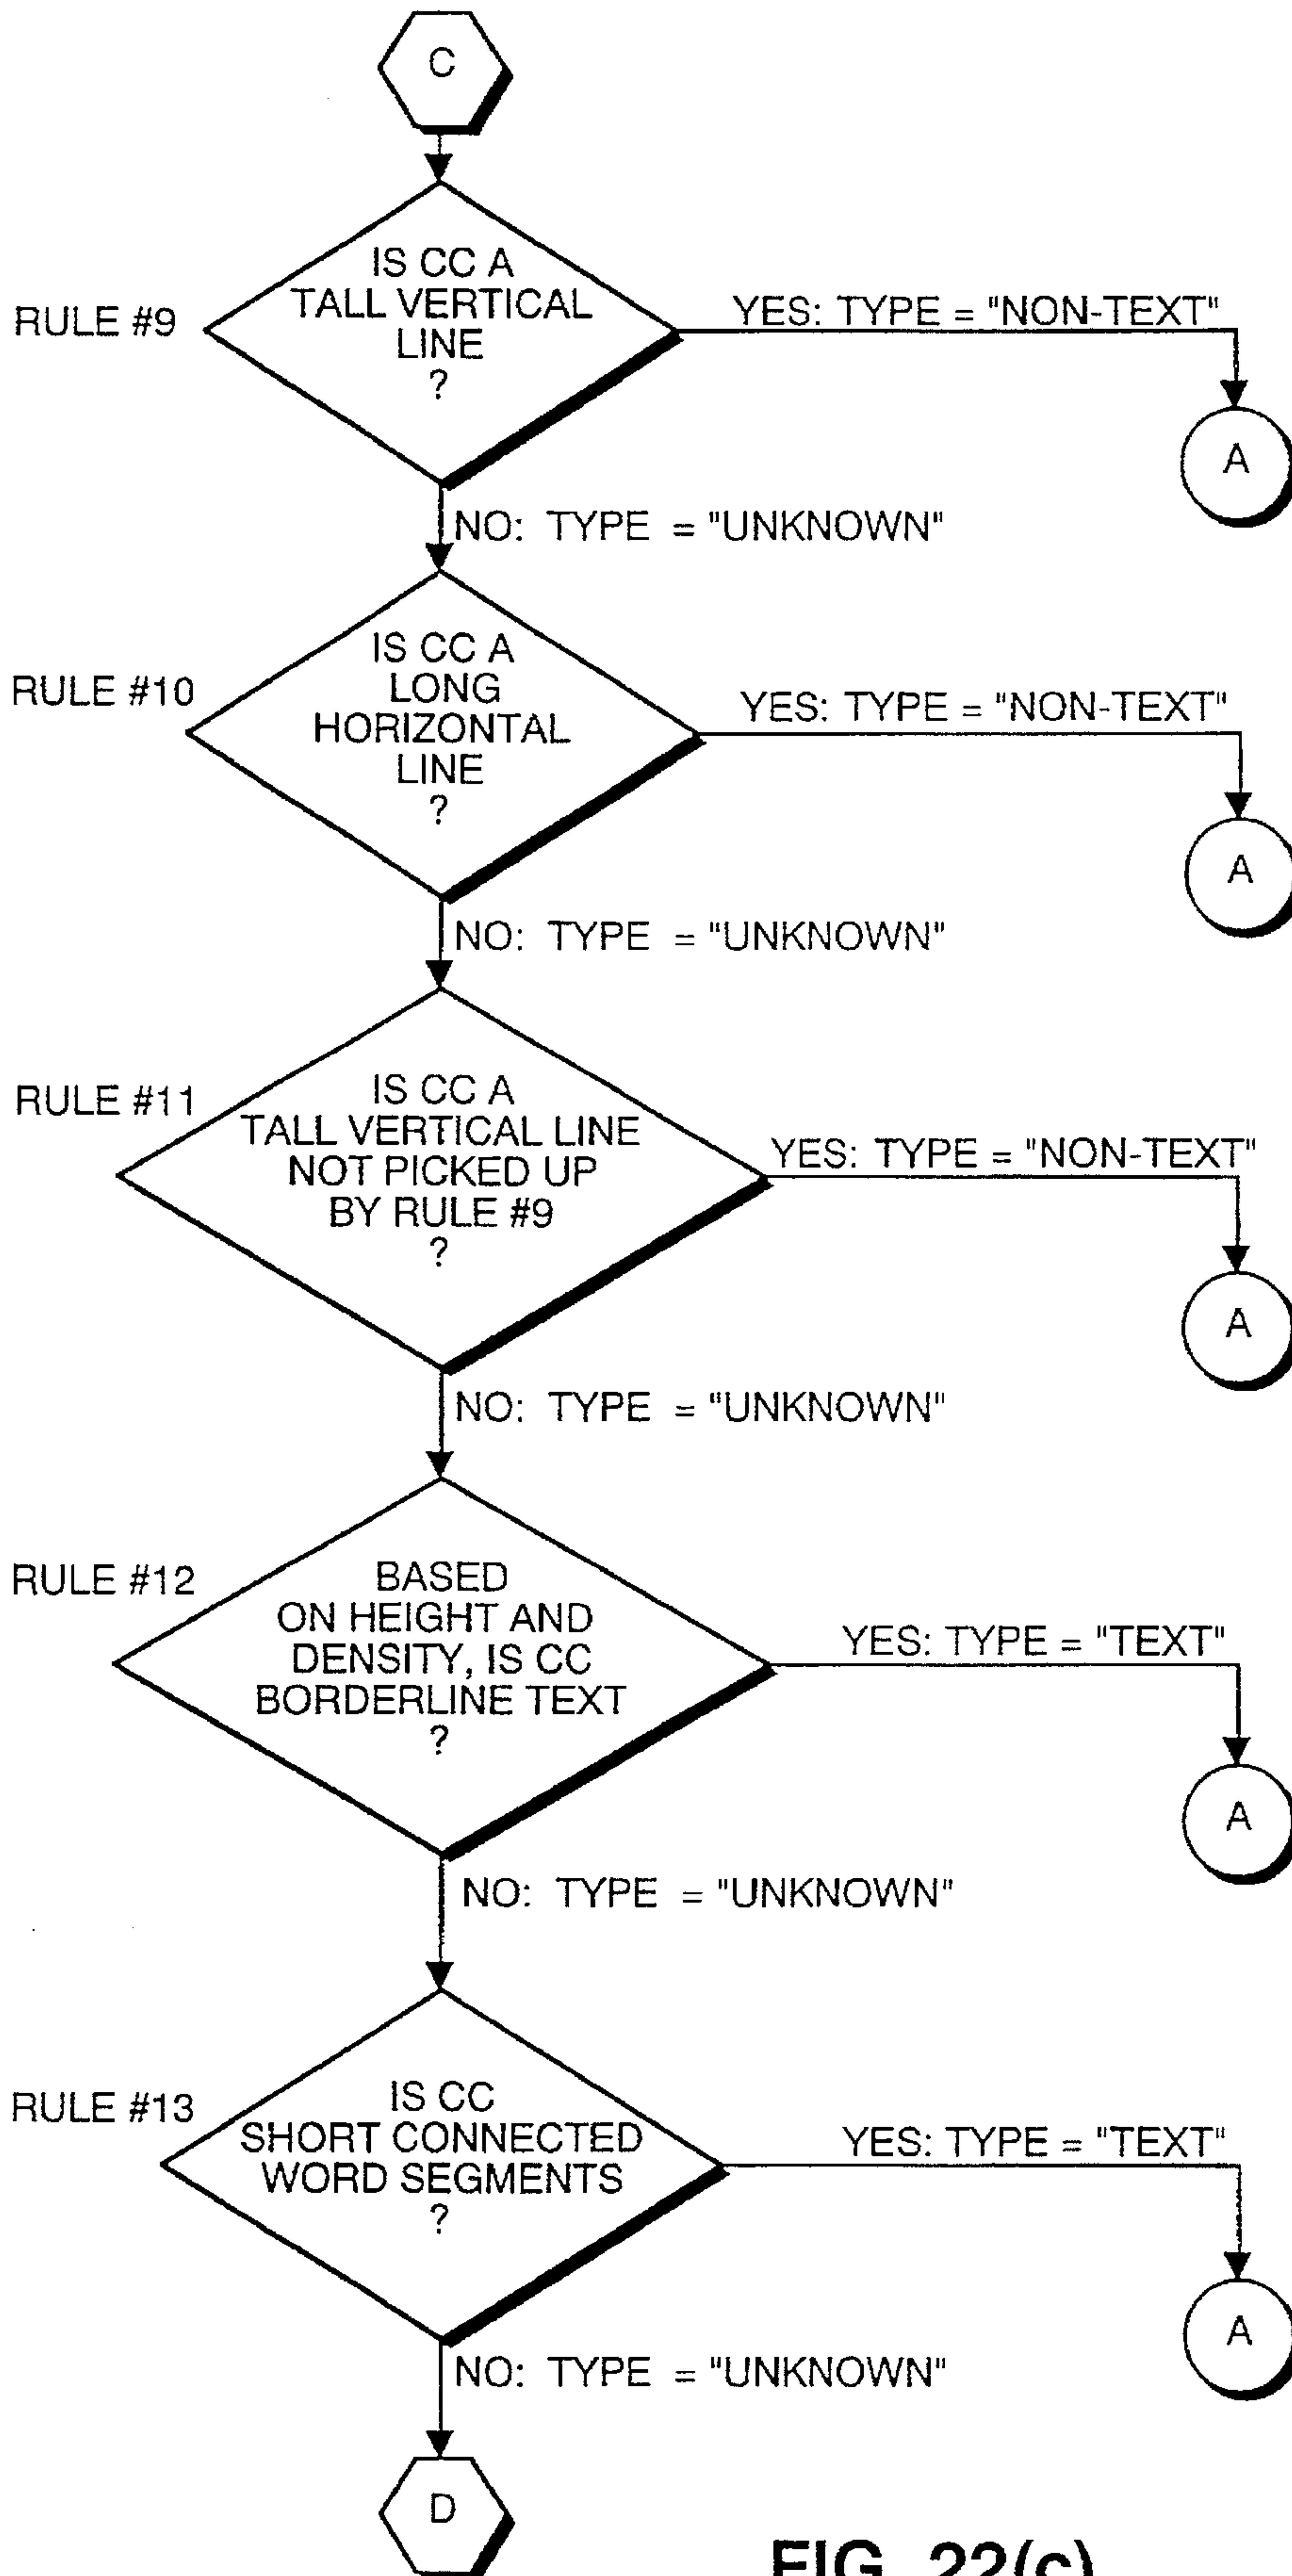 C
IS CC A
TALL VERTICAL
LINE
?
RULE #9
YES: TYPE = "NON-TEXT"
A
NO: TYPE = "UNKNOWN"
IS CC A
LONG
HORIZONTAL
LINE
?
RULE #10
YES: TYPE = "NON-TEXT"
A
NO: TYPE = "UNKNOWN"
IS CC A
TALL VERTICAL LINE
NOT PICKED UP
BY RULE #9
?
RULE #11
YES: TYPE = "NON-TEXT"
A
NO: TYPE = "UNKNOWN"
BASED
ON HEIGHT AND
DENSITY, IS CC
BORDERLINE TEXT
?
RULE #12
YES: TYPE = "TEXT"
A
NO: TYPE = "UNKNOWN"
IS CC
SHORT CONNECTED
WORD SEGMENTS
?
RULE #13
YES: TYPE = "TEXT"
A
NO: TYPE = "UNKNOWN"
D
FIG. 22(c)